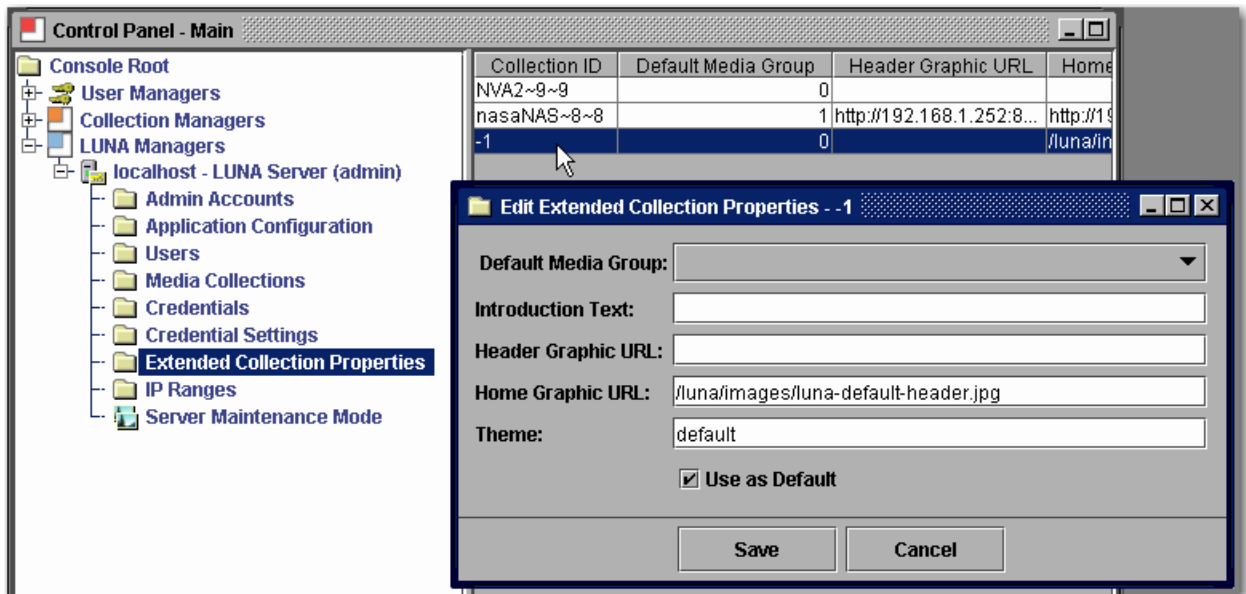 Control Panel - Main
Console Root
User Managers
Collection Managers
LUNA Managers
localhost - LUNA Server (admin)
Admin Accounts
Application Configuration
Users
Media Collections
Credentials
Credential Settings
Extended Collection Properties
IP Ranges
Server Maintenance Mode
Collection ID Default Media Group Header Graphic URL Home
NVA2~9~9 0
nasaNAS~8~8 1 http://192.168.1.252:8... http://19
-1 0 /luna/in
Edit Extended Collection Properties - -1
Default Media Group:
Introduction Text:
Header Graphic URL:
Home Graphic URL: /luna/images/luna-default-header.jpg
Theme: default
Use as Default
Save Cancel